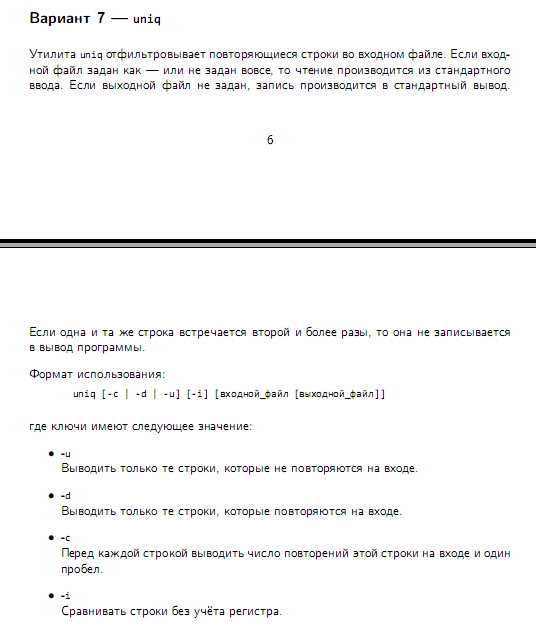 Вариант 7 — uniq
Утилита uniq отфильтровывает повторяющиеся строки во входном файле. Если вход-
ной файл задан как — или не задан вовсе, то чтение производится из стандартного
ввода. Если выходной файл не задан, запись производится в стандартный вывод.
6
Если одна и та же строка встречается второй и более разы, то она не записывается
в вывод программы.
Формат использования:
uniq [-c | -d | -u] [-i] [входной_файл [выходной_файл]]
где ключи имеют следующее значение:
● -u
Выводить только те строки, которые не повторяются на входе.
● -d
Выводить только те строки, которые повторяются на входе.
● -c
Перед каждой строкой выводить число повторений этой строки на входе и один
пробел.
● -i
Сравнивать строки без учёта регистра.